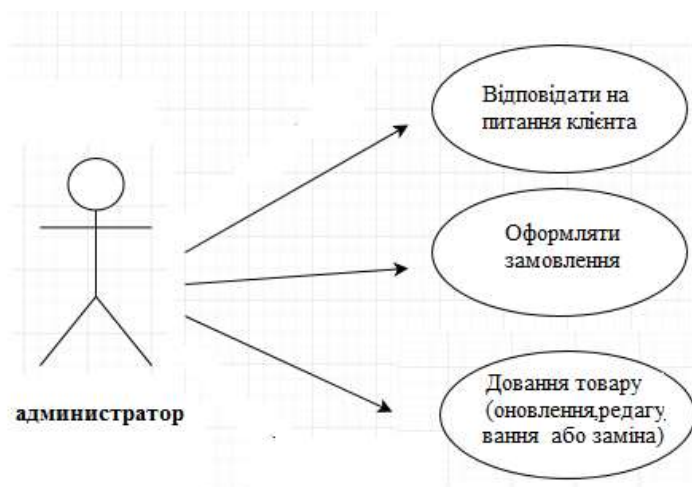 Відповідати на
питання клієнта
Оформляти
замовлення
Довання товару
(оновлення,редагу
вання або заміна)
администратор